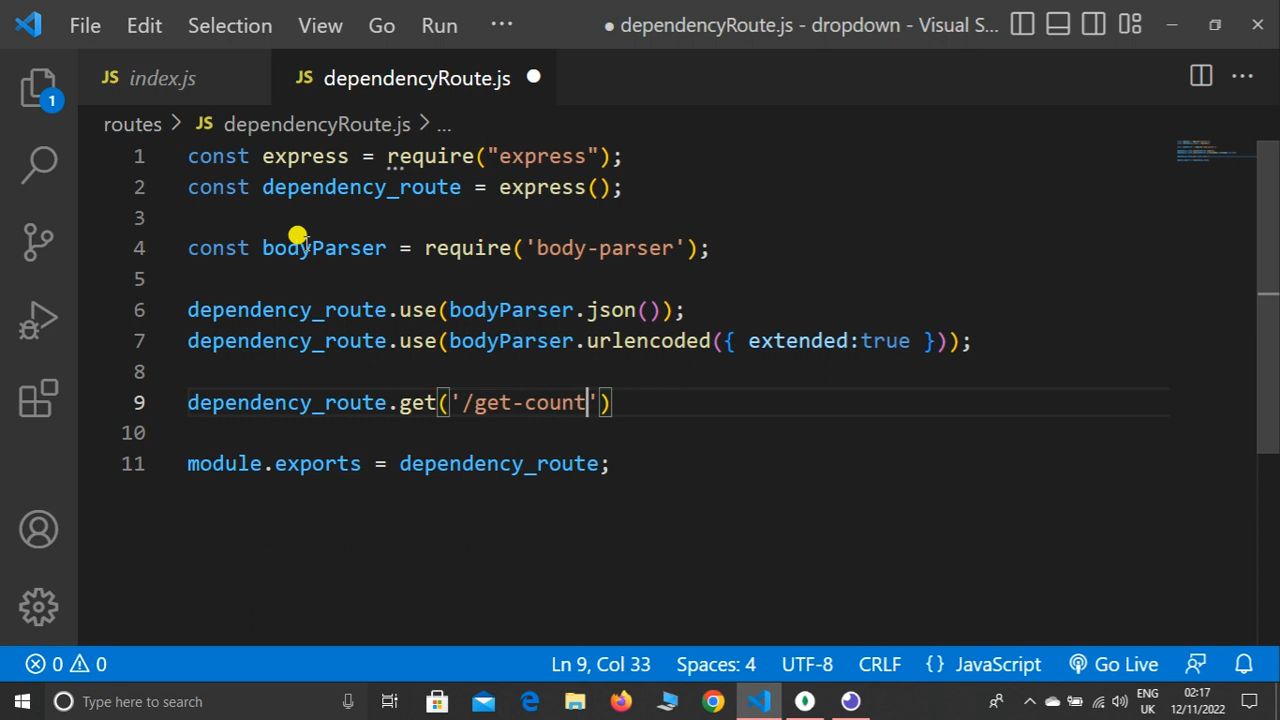 File Edit Selection View Go Run ··· ● dependencyRoute.js - dropdown - Visual S...
JS index.js JS dependencyRoute.js ● ···
routes > JS dependencyRoute.js > ...
1 const express = require("express");
2 const dependency_route = express();
3
4 const bodyParser = require('body-parser');
5
6 dependency_route.use(bodyParser.json());
7 dependency_route.use(bodyParser.urlencoded({ extended:true }));
8
9 dependency_route.get('/get-count')
10
11 module.exports = dependency_route;
1
0 0 Ln 9, Col 33 Spaces: 4 UTF-8 CRLF {} JavaScript Go Live
Type here to search ENG 02:17
UK 12/11/2022